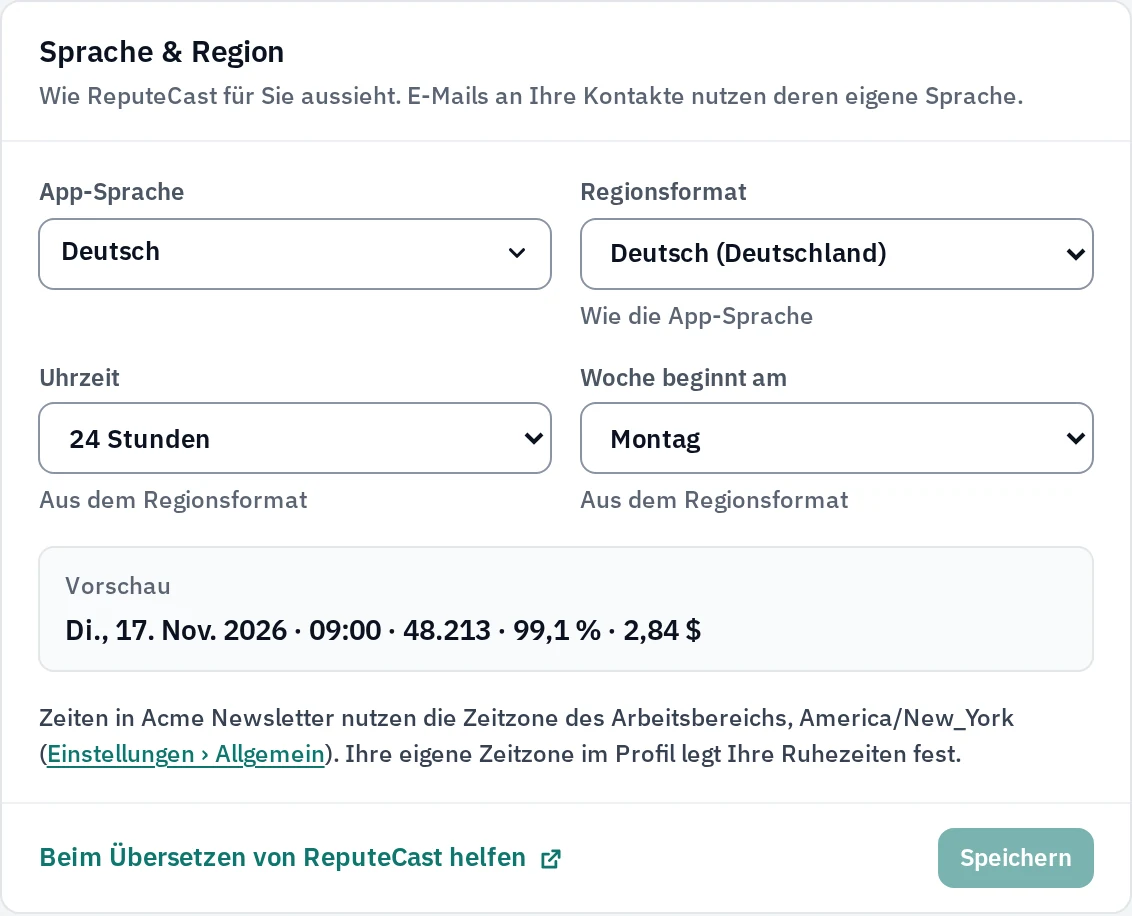 Sprache & Region
Wie ReputeCast für Sie aussieht. E-Mails an Ihre Kontakte nutzen deren eigene Sprache.
App-Sprache
Deutsch
Regionsformat
Deutsch (Deutschland)
Wie die App-Sprache
Uhrzeit
24 Stunden
Aus dem Regionsformat
Woche beginnt am
Montag
Aus dem Regionsformat
Vorschau
Di., 17. Nov. 2026 · 09:00 · 48.213 · 99,1 % · 2,84 $
Zeiten in Acme Newsletter nutzen die Zeitzone des Arbeitsbereichs, America/New_York
(Einstellungen › Allgemein). Ihre eigene Zeitzone im Profil legt Ihre Ruhezeiten fest.
Beim Übersetzen von ReputeCast helfen
Speichern